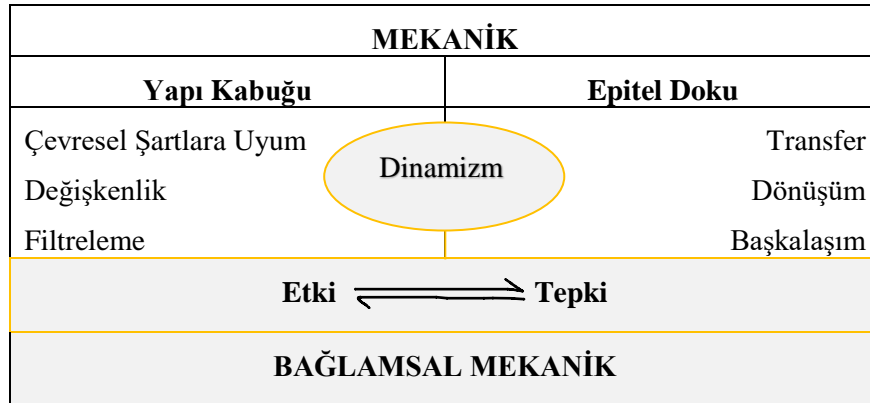 MEKANİK
Yapı Kabuğu Epitel Doku
Çevresel Şartlara Uyum Dinamizm Transfer
Değişkenlik Dönüşüm
Filtreleme Başkalaşım
Etki Tepki
BAĞLAMSAL MEKANİK